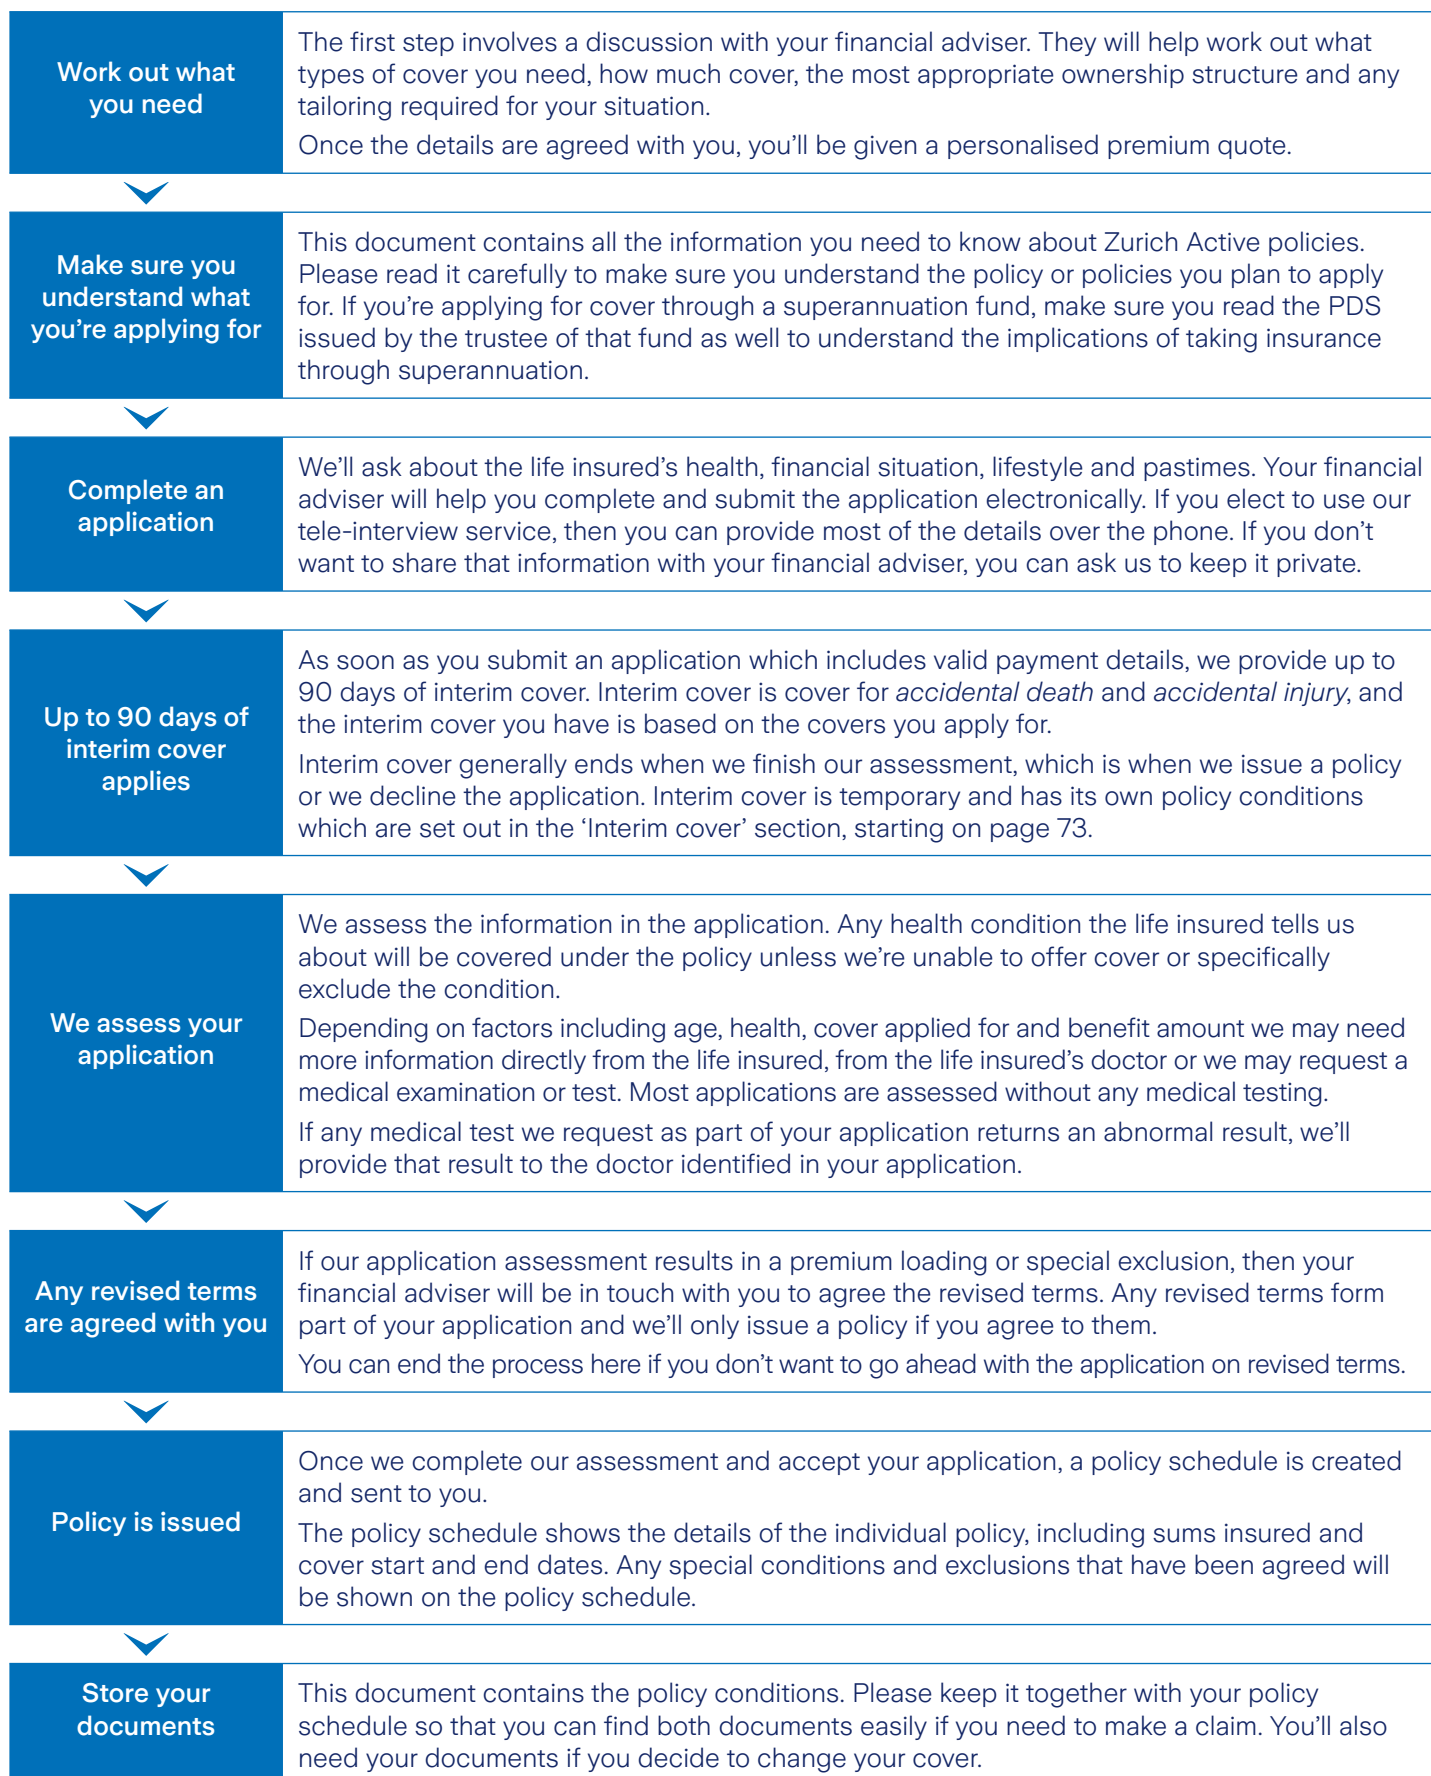 Work out what
you need
The first step involves a discussion with your financial adviser. They will help work out what
types of cover you need, how much cover, the most appropriate ownership structure and any
tailoring required for your situation.
Once the details are agreed with you, you'll be given a personalised premium quote.
Make sure you
understand what
you're applying for
This document contains all the information you need to know about Zurich Active policies.
Please read it carefully to make sure you understand the policy or policies you plan to apply
for. If you're applying for cover through a superannuation fund, make sure you read the PDS
issued by the trustee of that fund as well to understand the implications of taking insurance
through superannuation.
Complete an
application
We'll ask about the life insured's health, financial situation, lifestyle and pastimes. Your financial
adviser will help you complete and submit the application electronically. If you elect to use our
tele-interview service, then you can provide most of the details over the phone. If you don't
want to share that information with your financial adviser, you can ask us to keep it private.
Up to 90 days of
interim cover
applies
As soon as you submit an application which includes valid payment details, we provide up to
90 days of interim cover. Interim cover is cover for accidental death and accidental injury, and
the interim cover you have is based on the covers you apply for.
Interim cover generally ends when we finish our assessment, which is when we issue a policy
or we decline the application. Interim cover is temporary and has its own policy conditions
which are set out in the 'Interim cover' section, starting on page 73.
We assess your
application
We assess the information in the application. Any health condition the life insured tells us
about will be covered under the policy unless we're unable to offer cover or specifically
exclude the condition.
Depending on factors including age, health, cover applied for and benefit amount we may need
more information directly from the life insured, from the life insured's doctor or we may request a
medical examination or test. Most applications are assessed without any medical testing.
If any medical test we request as part of your application returns an abnormal result, we'll
provide that result to the doctor identified in your application.
Any revised terms
are agreed with you
If our application assessment results in a premium loading or special exclusion, then your
financial adviser will be in touch with you to agree the revised terms. Any revised terms form
part of your application and we'll only issue a policy if you agree to them.
You can end the process here if you don't want to go ahead with the application on revised terms.
Policy is issued
Once we complete our assessment and accept your application, a policy schedule is created
and sent to you.
The policy schedule shows the details of the individual policy, including sums insured and
cover start and end dates. Any special conditions and exclusions that have been agreed will
be shown on the policy schedule.
Store your
documents
This document contains the policy conditions. Please keep it together with your policy
schedule so that you can find both documents easily if you need to make a claim. You'll also
need your documents if you decide to change your cover.